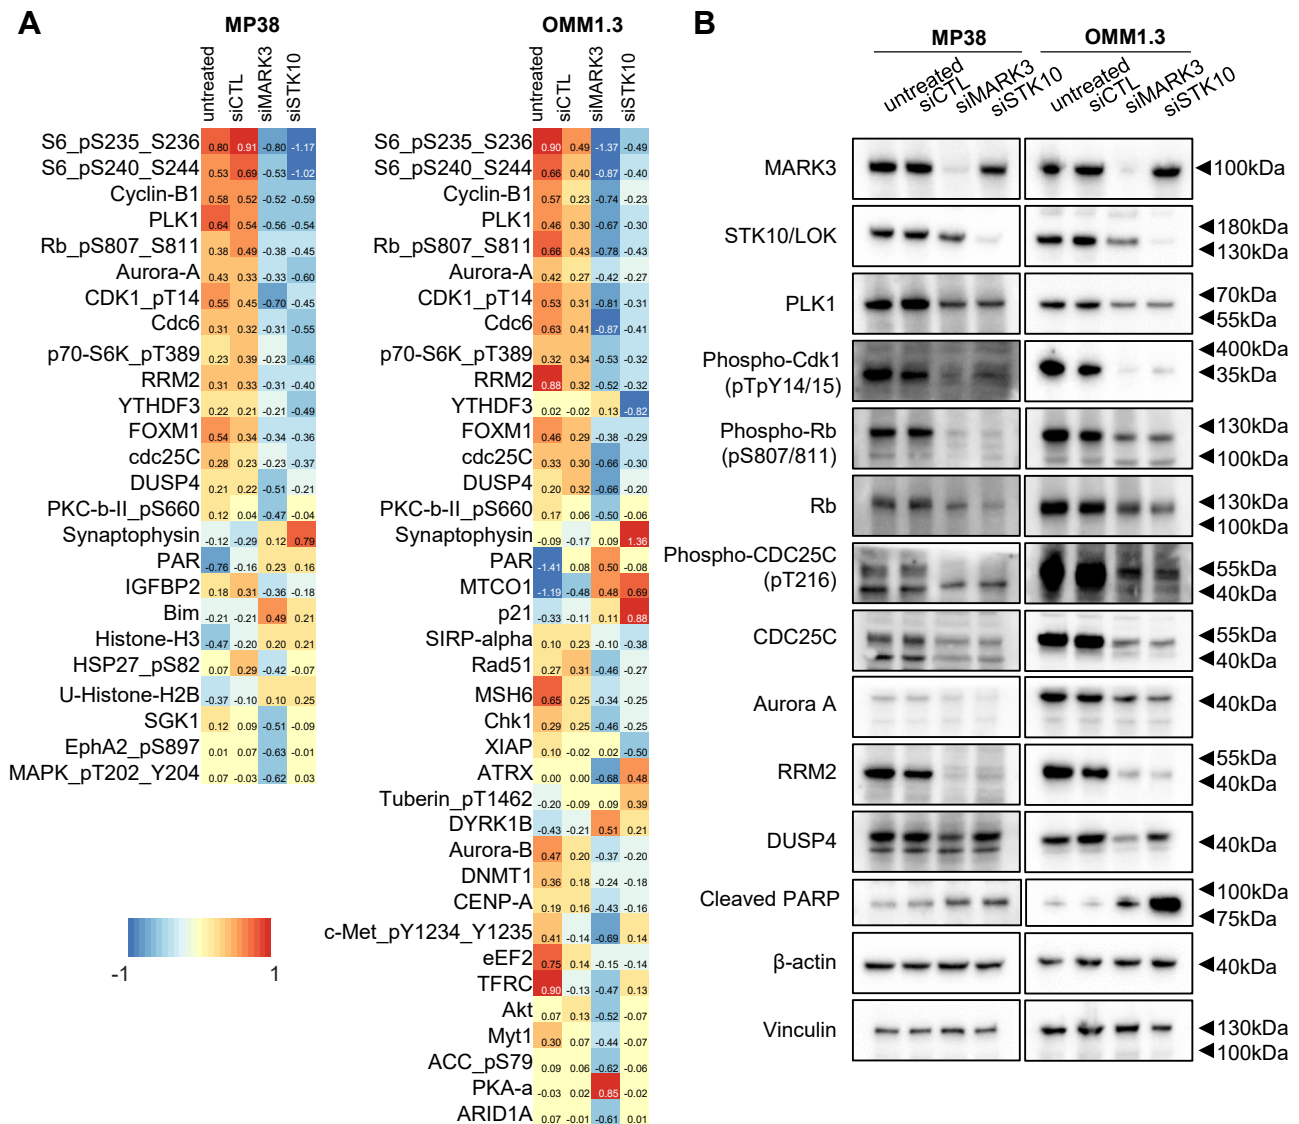 A
MP38
untreated
siCTL
siMARK3
siSTK10
S6_pS235_S236 0.80 0.91 -0.80 -1.17
S6_pS240_S244 0.53 0.69 -0.53 -1.02
Cyclin-B1 0.58 0.52 -0.52 -0.59
PLK1 0.64 0.54 -0.56 -0.54
Rb_pS807_S811 0.38 0.49 -0.38 -0.45
Aurora-A 0.43 0.33 -0.33 -0.60
CDK1_pT14 0.55 0.45 -0.70 -0.45
Cdc6 0.31 0.32 -0.31 -0.55
p70-S6K_pT389 0.23 0.39 -0.23 -0.46
RRM2 0.31 0.33 -0.31 -0.40
YTHDF3 0.22 0.21 -0.21 -0.49
FOXM1 0.54 0.34 -0.34 -0.36
cdc25C 0.28 0.23 -0.23 -0.37
DUSP4 0.21 0.22 -0.51 -0.21
PKC-b-II_pS660 0.12 0.04 -0.47 -0.04
Synaptophysin -0.12 -0.29 0.12 0.79
PAR -0.76 -0.16 0.23 0.16
IGFBP2 0.18 0.31 -0.36 -0.18
Bim -0.21 -0.21 0.49 0.21
Histone-H3 -0.47 -0.20 0.20 0.21
HSP27_pS82 0.07 0.29 -0.42 -0.07
U-Histone-H2B -0.37 -0.10 0.10 0.25
SGK1 0.12 0.09 -0.51 -0.09
EphA2_pS897 0.01 0.07 -0.63 -0.01
MAPK_pT202_Y204 0.07 -0.03 -0.62 0.03
-1 1
OMM1.3
untreated
siCTL
siMARK3
siSTK10
S6_pS235_S236 0.90 0.49 -1.37 -0.49
S6_pS240_S244 0.66 0.40 -0.87 -0.40
Cyclin-B1 0.57 0.23 -0.74 -0.23
PLK1 0.46 0.30 -0.67 -0.30
Rb_pS807_S811 0.66 0.43 -0.78 -0.43
Aurora-A 0.42 0.27 -0.42 -0.27
CDK1_pT14 0.53 0.31 -0.81 -0.31
Cdc6 0.63 0.41 -0.87 -0.41
p70-S6K_pT389 0.32 0.34 -0.53 -0.32
RRM2 0.88 0.32 -0.52 -0.32
YTHDF3 0.02 -0.02 0.13 -0.82
FOXM1 0.46 0.29 -0.38 -0.29
cdc25C 0.33 0.30 -0.66 -0.30
DUSP4 0.20 0.32 -0.66 -0.20
PKC-b-II_pS660 0.17 0.06 -0.50 -0.06
Synaptophysin -0.09 -0.17 0.09 1.36
PAR -1.41 0.08 0.50 -0.08
MTCO1 -1.19 -0.48 0.48 0.69
p21 -0.33 -0.11 0.11 0.88
SIRP-alpha 0.10 0.23 -0.10 -0.38
Rad51 0.27 0.31 -0.46 -0.27
MSH6 0.65 0.25 -0.34 -0.25
Chk1 0.29 0.25 -0.46 -0.25
XIAP 0.10 -0.02 0.02 -0.50
ATRX 0.00 0.00 -0.68 0.48
Tuberin_pT1462 -0.20 -0.09 0.09 0.39
DYRK1B -0.43 -0.21 0.51 0.21
Aurora-B 0.47 0.20 -0.37 -0.20
DNMT1 0.36 0.18 -0.24 -0.18
CENP-A 0.19 0.16 -0.43 -0.16
c-Met_pY1234_Y1235 0.41 -0.14 -0.69 0.14
eEF2 0.75 0.14 -0.15 -0.14
TFRC 0.90 -0.13 -0.47 0.13
Akt 0.07 0.13 -0.52 -0.07
Myt1 0.30 0.07 -0.44 -0.07
ACC_pS79 0.09 0.06 -0.62 -0.06
PKA-a -0.03 0.02 0.85 -0.02
ARID1A 0.07 -0.01 -0.61 0.01
B
MP38 OMM1.3
untreated siCTL siMARK3 siSTK10 untreated siCTL siMARK3 siSTK10
MARK3 ◄100kDa
◄180kDa
STK10/LOK
◄130kDa
PLK1 ◄70kDa
◄55kDa
◄400kDa
Phospho-Cdk1 ◄35kDa
(pTpY14/15)
Phospho-Rb ◄130kDa
(pS807/811) ◄100kDa
Rb ◄130kDa
◄100kDa
Phospho-CDC25C ◄55kDa
(pT216) ◄40kDa
CDC25C ◄55kDa
◄40kDa
Aurora A ◄40kDa
◄55kDa
RRM2 ◄40kDa
DUSP4 ◄40kDa
Cleaved PARP ◄100kDa
◄75kDa
β-actin ◄40kDa
Vinculin ◄130kDa
◄100kDa